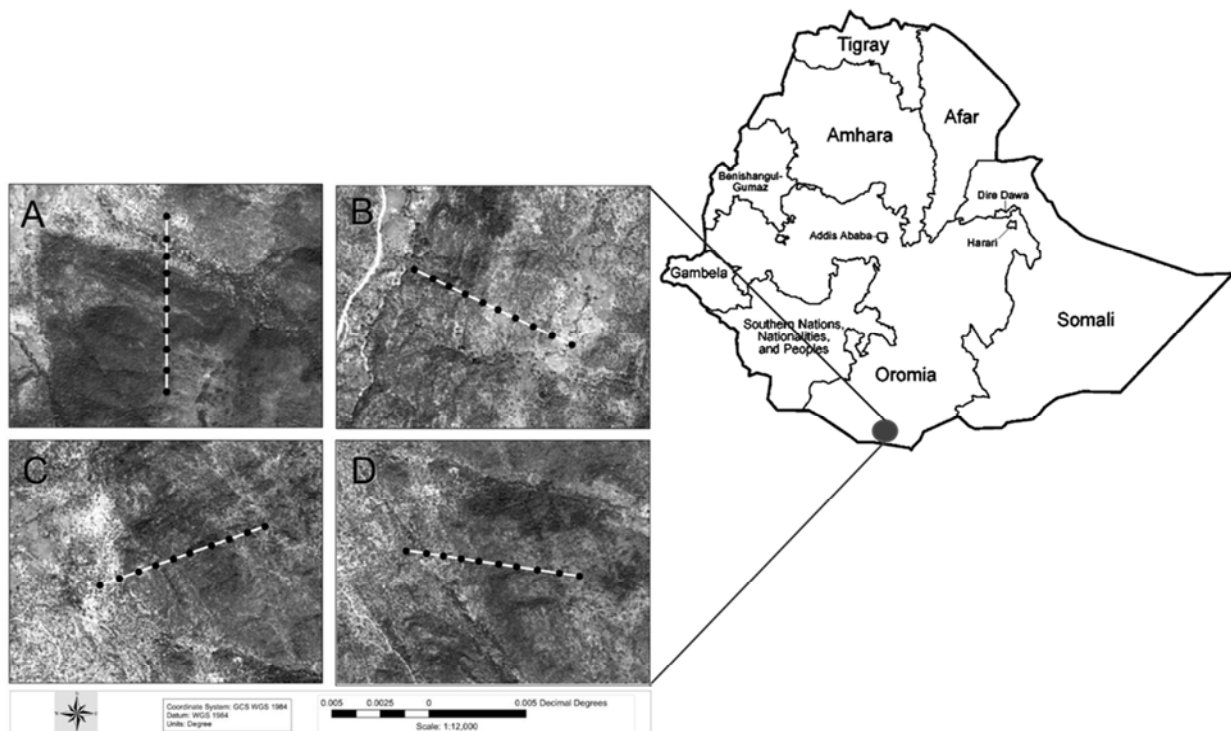 Tigray
Afar
Amhara
Benishangul-
Gumaz
Dire Dawa
Addis Ababa
Harari
Gambela
Southern Nations,
Nationalities,
and Peoples
Somali
Oromia
A
B
C
D
N
Coordinate System: GCS WGS 1984
Datum: WGS 1984
Units: Degree
0.005 0.0025 0 0.005 Decimal Degrees
Scale: 1:12,000